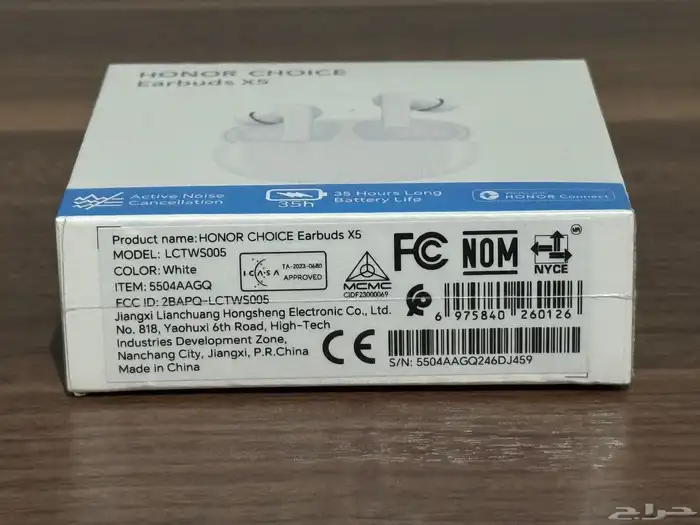 HONOR CHOICE
Earbuds X5
Active Noise
Cancellation
35h
35 Hours Long
Battery Life
HONOR Connect
Product name: HONOR CHOICE Earbuds X5
MODEL: LCTWS005
COLOR: White
ITEM: 5504AAGQ
FCC ID: 2BAPQ-LCTWS005
Jiangxi Lianchuang Hongsheng Electronic Co., Ltd.
No. 818, Yaohuxi 6th Road, High-Tech
Industries Development Zone,
Nanchang City, Jiangxi, P.R.China
Made in China
ICASA
TA-2023-0680
APPROVED
MCMC
CIDF23000069
FC
NOM
NYCE
CE
6 975840 260126
S/N: 5504AAGQ246DJ459
حراج